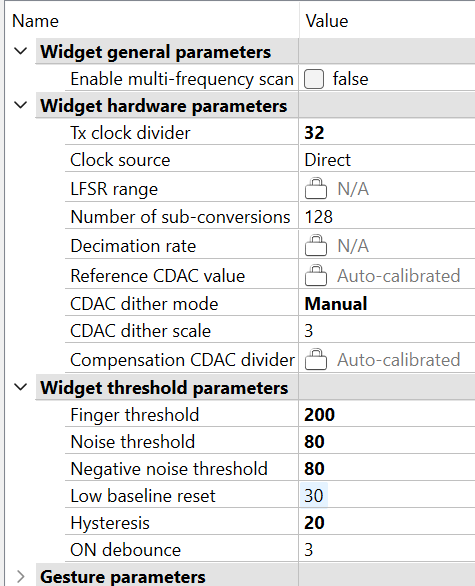 Name Value
Widget general parameters
Enable multi-frequency scan false
Widget hardware parameters
Tx clock divider 32
Clock source Direct
LFSR range N/A
Number of sub-conversions 128
Decimation rate N/A
Reference CDAC value Auto-calibrated
CDAC dither mode Manual
CDAC dither scale 3
Compensation CDAC divider Auto-calibrated
Widget threshold parameters
Finger threshold 200
Noise threshold 80
Negative noise threshold 80
Low baseline reset 30
Hysteresis 20
ON debounce 3
Gesture parameters